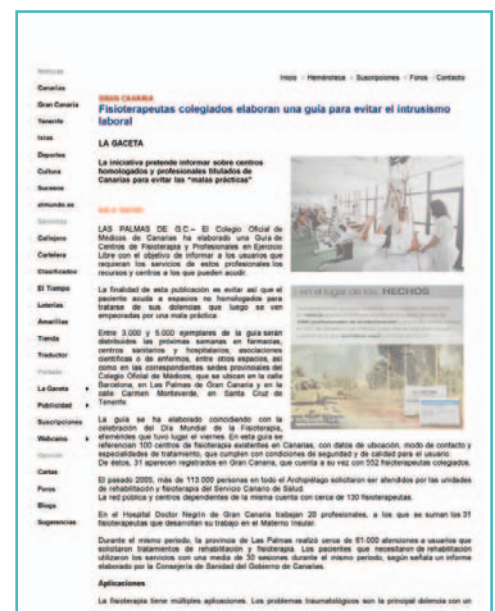 Noticias
Canarias
Gran Canaria
Tenerife
Islas
Deportes
Cultura
Sucesos
elmundo.es
Servicios
Callejero
Cartelera
Clasificados
El Tiempo
Loterías
Amarillas
Tienda
Traductor
Portada
La Gaceta
Publicidad
Suscripciones
Webcams
Opinión
Cartas
Foros
Blogs
Sugerencias
Inicio Hemeroteca Suscripciones Foros Contacto
GRAN CANARIA
Fisioterapeutas colegiados elaboran una guía para evitar el intrusismo
laboral
LA GACETA
La iniciativa pretende informar sobre centros
homologados y profesionales titulados de
Canarias para evitar las "malas prácticas"
LAS PALMAS DE G.C.– El Colegio Oficial de
Médicos de Canarias ha elaborado una Guía de
Centros de Fisioterapia y Profesionales en Ejercicio
Libre con el objetivo de informar a los usuarios que
requieran los servicios de estos profesionales los
recursos y centros a los que pueden acudir.
La finalidad de esta publicación es evitar así que el
paciente acuda a espacios no homologados para
tratarse de sus dolencias que luego se ven
empeoradas por una mala práctica.
Entre 3.000 y 5.000 ejemplares de la guía serán
distribuidos las próximas semanas en farmacias,
centros sanitarios y hospitalarios, asociaciones
científicas o de enfermos, entre otros espacios, así
como en las correspondientes sedes provinciales del
Colegio Oficial de Médicos, que se ubican en la calle
Barcelona, en Las Palmas de Gran Canaria y en la
calle Carmen Monteverde, en Santa Cruz de
Tenerife
La guía se ha elaborado coincidiendo con la
celebración del Día Mundial de la Fisioterapia,
efemérides que tuvo lugar el viernes. En esta guía se
referencian 100 centros de fisioterapia existentes en Canarias, con datos de ubicación, modo de contacto y
especialidades de tratamiento, que cumplen con condiciones de seguridad y de calidad para el usuario.
De éstos, 31 aparecen registrados en Gran Canaria, que cuenta a su vez con 552 fisioterapeutas colegiados.
El pasado 2005, más de 113.000 personas en todo el Archipiélago solicitaron ser atendidos por las unidades
de rehabilitación y fisioterapia del Servicio Canario de Salud.
La red pública y centros dependientes de la misma cuenta con cerca de 130 fisioterapeutas.
En el Hospital Doctor Negrín de Gran Canaria trabajan 20 profesionales, a los que se suman los 31
fisioterapeutas que desarrollan su trabajo en el Materno Insular.
Durante el mismo periodo, la provincia de Las Palmas realizó cerca de 61.000 atenciones a usuarios que
solicitaron tratamientos de rehabilitación y fisioterapia. Los pacientes que necesitaron de rehabilitación
utilizaron los servicios con una media de 30 sesiones durante el mismo periodo, según señala un informe
elaborado por la Consejería de Sanidad del Gobierno de Canarias.
Aplicaciones
La fisioterapia tiene múltiples aplicaciones. Los problemas traumatológicos son la principal dolencia con un
en el lugar de los HECHOS